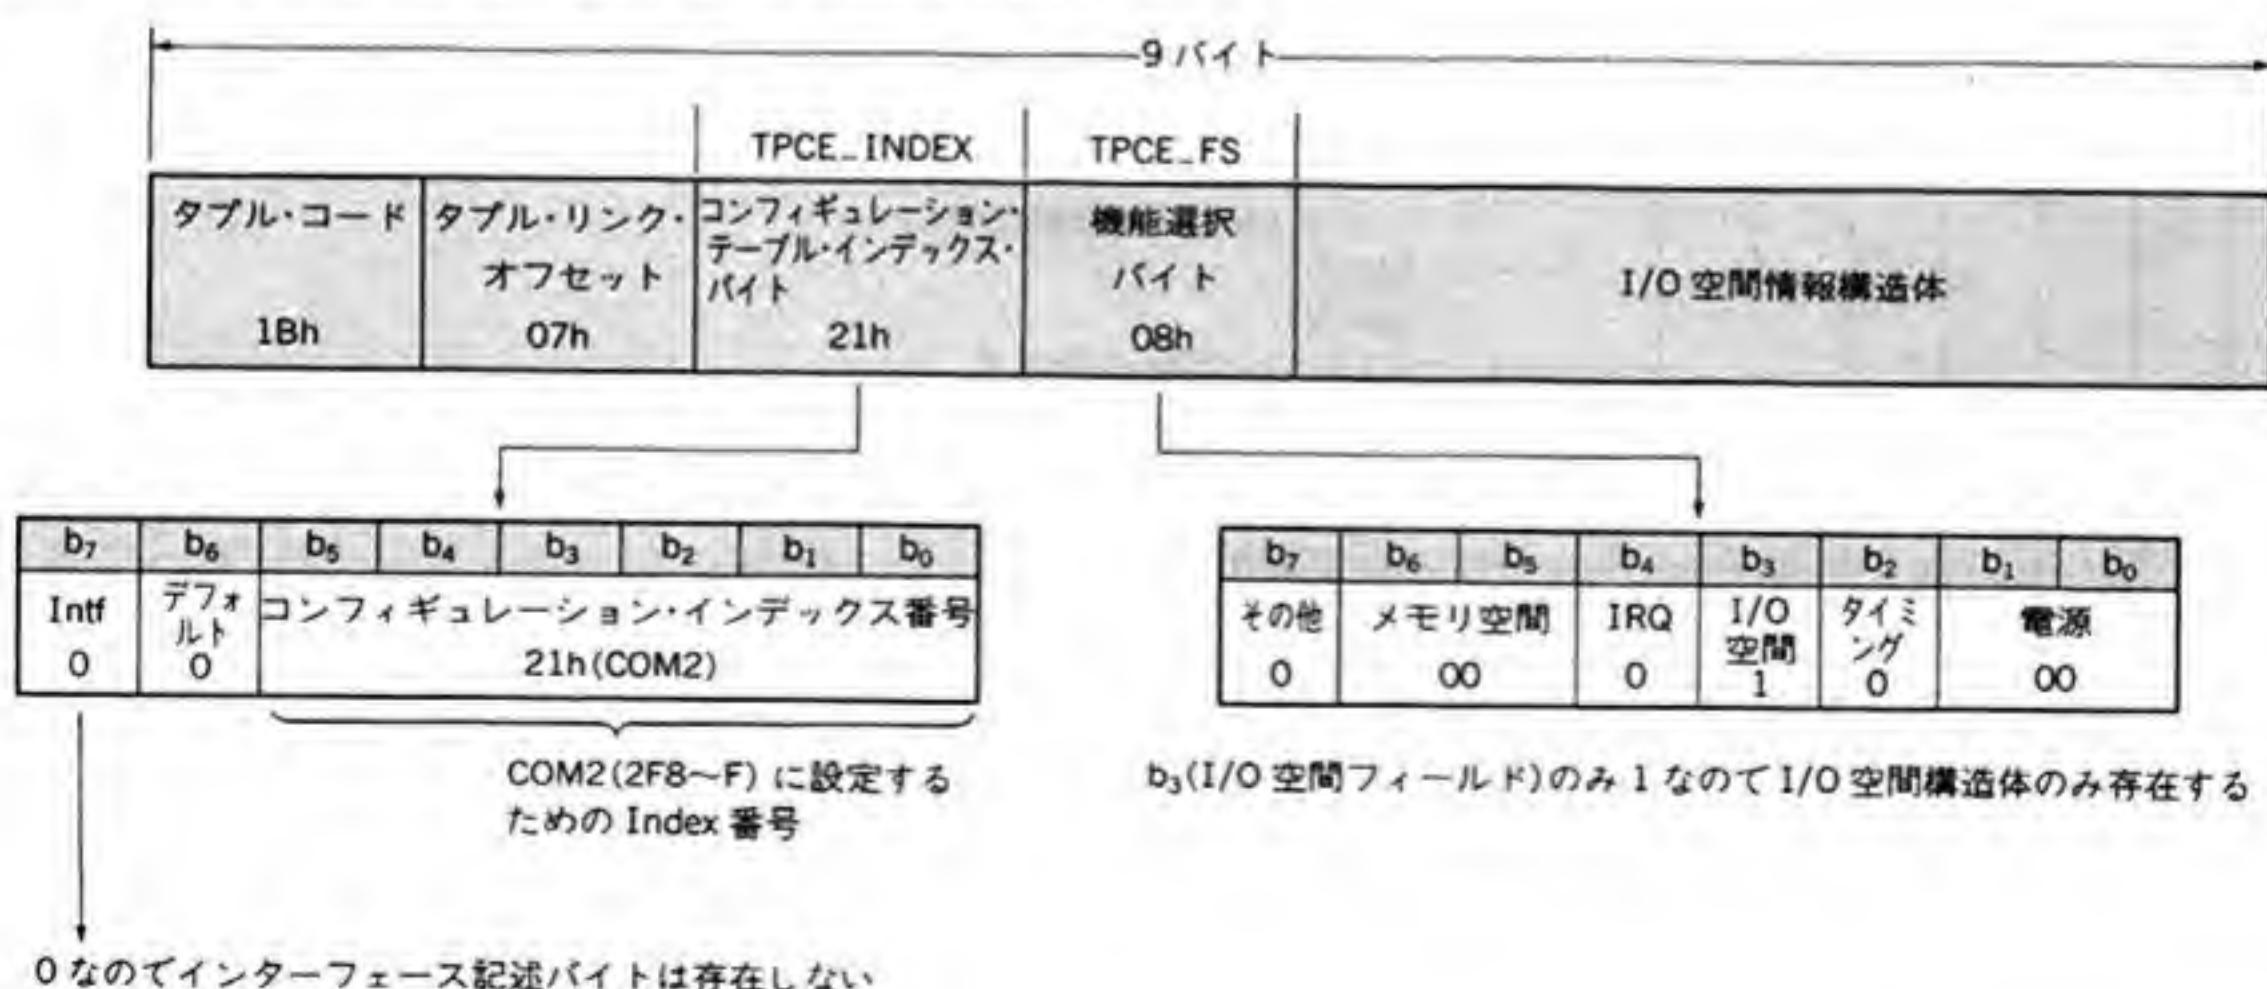 9バイト
TPCE_INDEX
TPCE_FS
タプル・コード
1Bh
タプル・リンク・
オフセット
07h
コンフィギュレーション・
テーブル・インデックス・
バイト
21h
機能選択
バイト
08h
I/O 空間情報構造体
b₇ b₆ b₅ b₄ b₃ b₂ b₁ b₀
Intf
0
デフォ
ルト
0
コンフィギュレーション・インデックス番号
21h(COM2)
COM2(2F8〜F) に設定する
ための Index 番号
0 なのでインターフェース記述バイトは存在しない
b₇ b₆ b₅ b₄ b₃ b₂ b₁ b₀
その他
0
メモリ空間
00
IRQ
0
I/O
空間
1
タイミ
ング
0
電源
00
b₃(I/O 空間フィールド)のみ 1 なので I/O 空間構造体のみ存在する